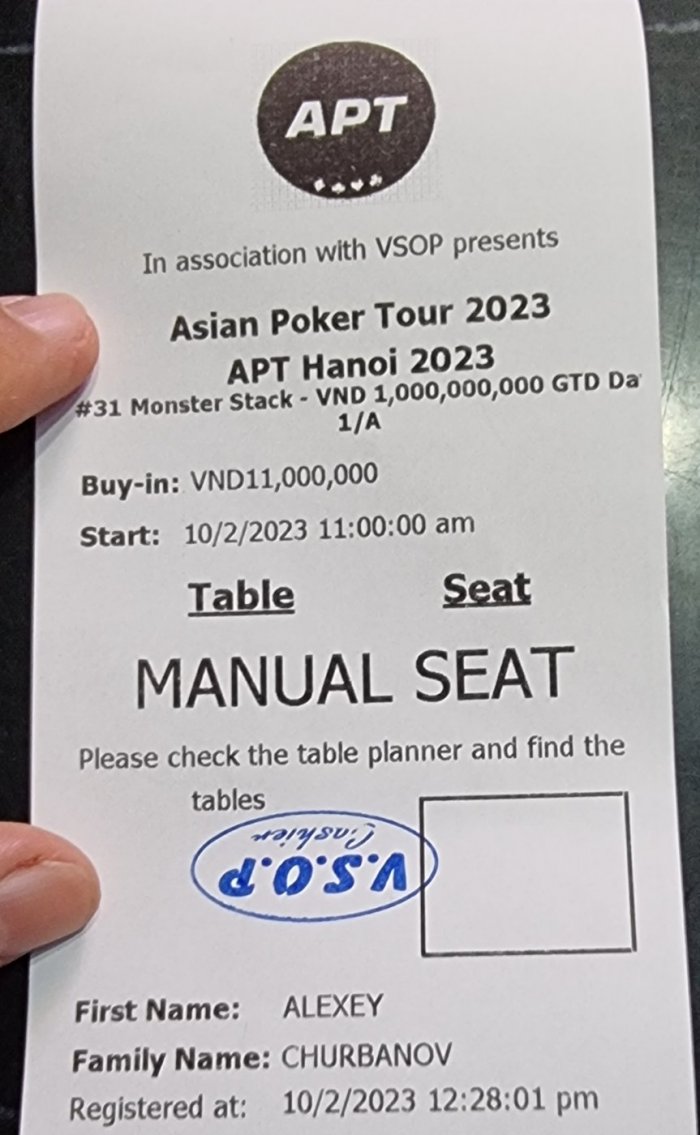 APT
In association with VSOP presents
Asian Poker Tour 2023
APT Hanoi 2023
#31 Monster Stack - VND 1,000,000,000 GTD Da
1/A
Buy-in: VND11,000,000
Start: 10/2/2023 11:00:00 am
Table Seat
MANUAL SEAT
Please check the table planner and find the
tables
V.S.O.P
Cashier
First Name: ALEXEY
Family Name: CHURBANOV
Registered at: 10/2/2023 12:28:01 pm